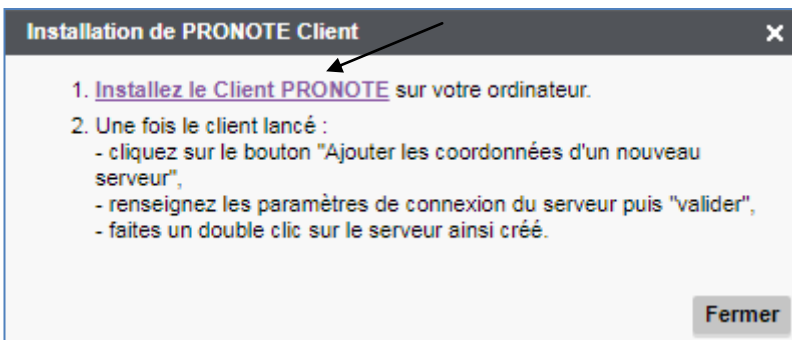 Installation de PRONOTE Client
1. Installez le Client PRONOTE sur votre ordinateur.
2. Une fois le client lancé :
- cliquez sur le bouton "Ajouter les coordonnées d'un nouveau
serveur",
- renseignez les paramètres de connexion du serveur puis "valider",
- faites un double clic sur le serveur ainsi créé.
Fermer